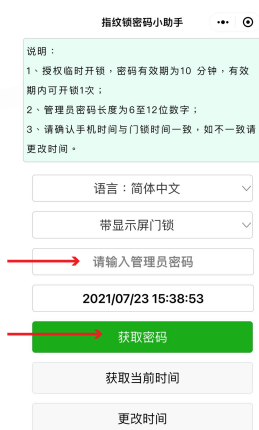 指纹锁密码小助手
说明：
1、授权临时开锁，密码有效期为10 分钟，有效
期内可开锁1次；
2、管理员密码长度为6至12位数字；
3、请确认手机时间与门锁时间一致，如不一致请
更改时间。
语言：简体中文
带显示屏门锁
请输入管理员密码
2021/07/23 15:38:53
获取密码
获取当前时间
更改时间